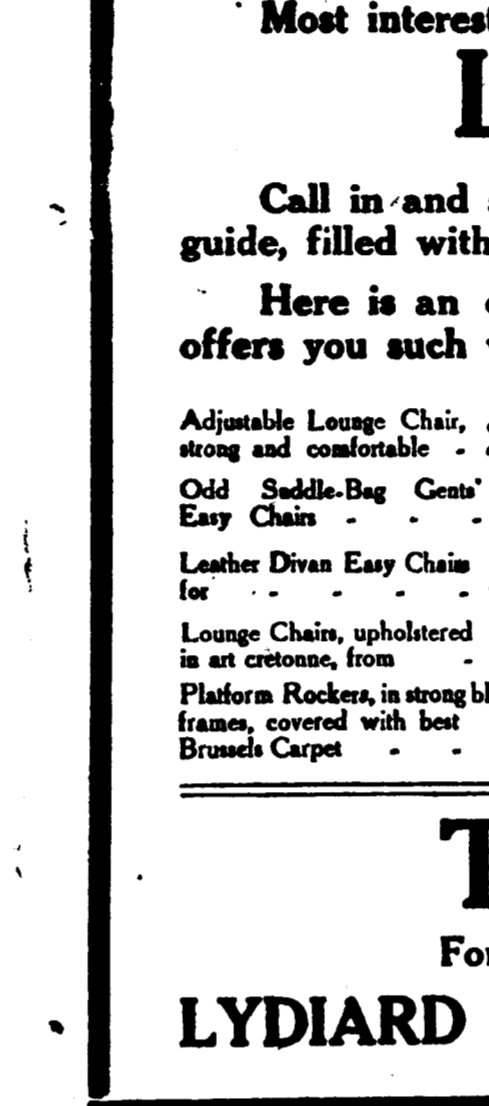 Most interes
Call in and
guide, filled with
Here is an
offers you such
Adjustable Lounge Chair,
strong and comfortable - -
Odd Saddle-Bag Gents'
Easy Chairs - - -
Leather Divan Easy Chairs
for - - - -
Lounge Chairs, upholstered
in art cretonne, from -
Platform Rockers, in strong bl
frames, covered with best
Brussels Carpet - -
T
For
LYDIARD